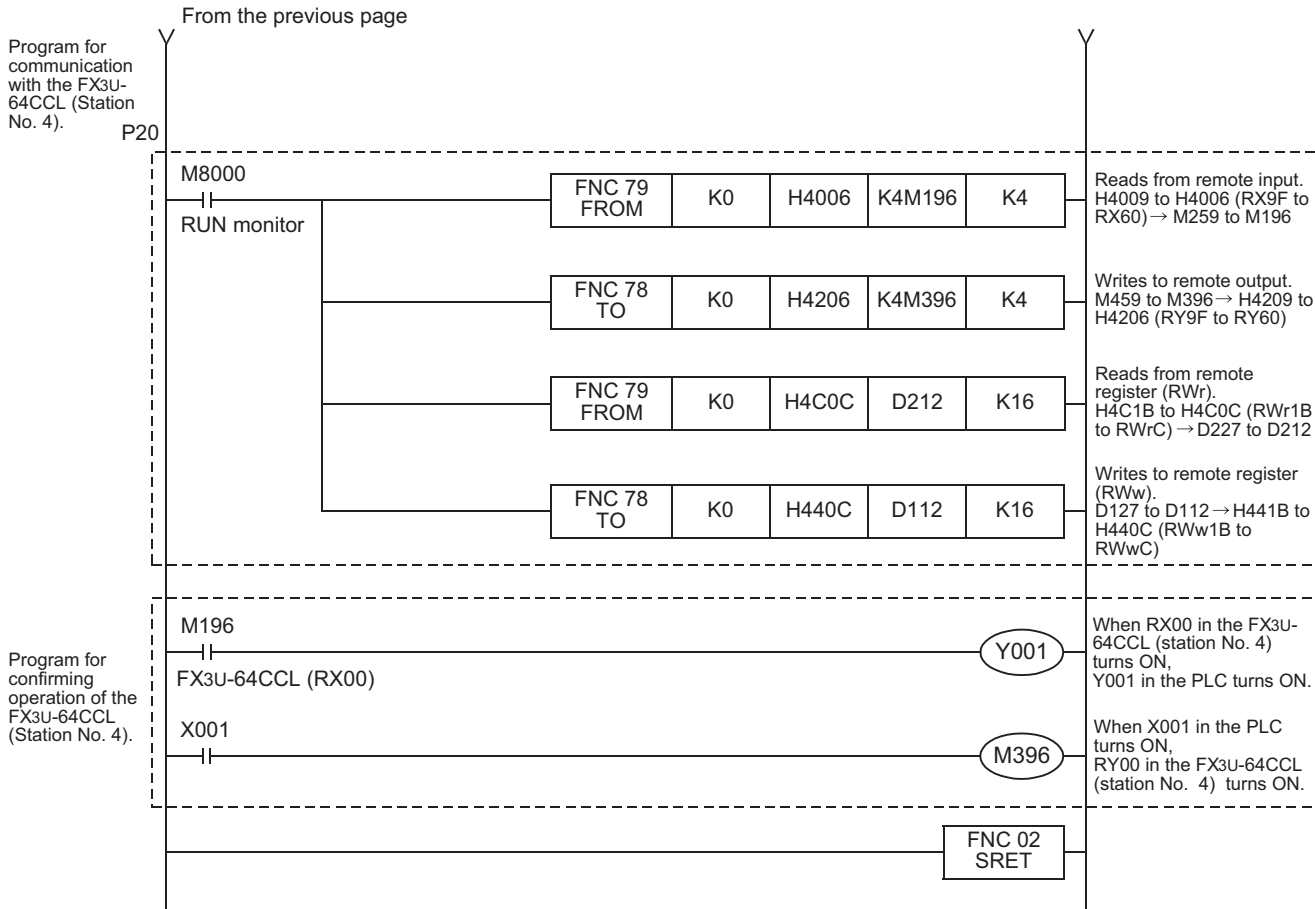 From the previous page
Program for
communication
with the FX3U-
64CCL (Station
No. 4).
P20
M8000
RUN monitor
FNC 79
FROM
K0
H4006
K4M196
K4
Reads from remote input.
H4009 to H4006 (RX9F to
RX60)→ M259 to M196
FNC 78
TO
K0
H4206
K4M396
K4
Writes to remote output.
M459 to M396→ H4209 to
H4206 (RY9F to RY60)
FNC 79
FROM
K0
H4C0C
D212
K16
Reads from remote
register (RWr).
H4C1B to H4C0C (RWr1B
to RWrC) →D227 to D212
FNC 78
TO
K0
H440C
D112
K16
Writes to remote register
(RWw).
D127 to D112→H441B to
H440C (RWw1B to
RWwC)
Program for
confirming
operation of the
FX3U-64CCL
(Station No. 4).
M196
FX3U-64CCL (RX00)
Y001
When RX00 in the FX3U-
64CCL (station No. 4)
turns ON,
Y001 in the PLC turns ON.
X001
M396
When X001 in the PLC
turns ON,
RY00 in the FX3U-64CCL
(station No. 4) turns ON.
FNC 02
SRET